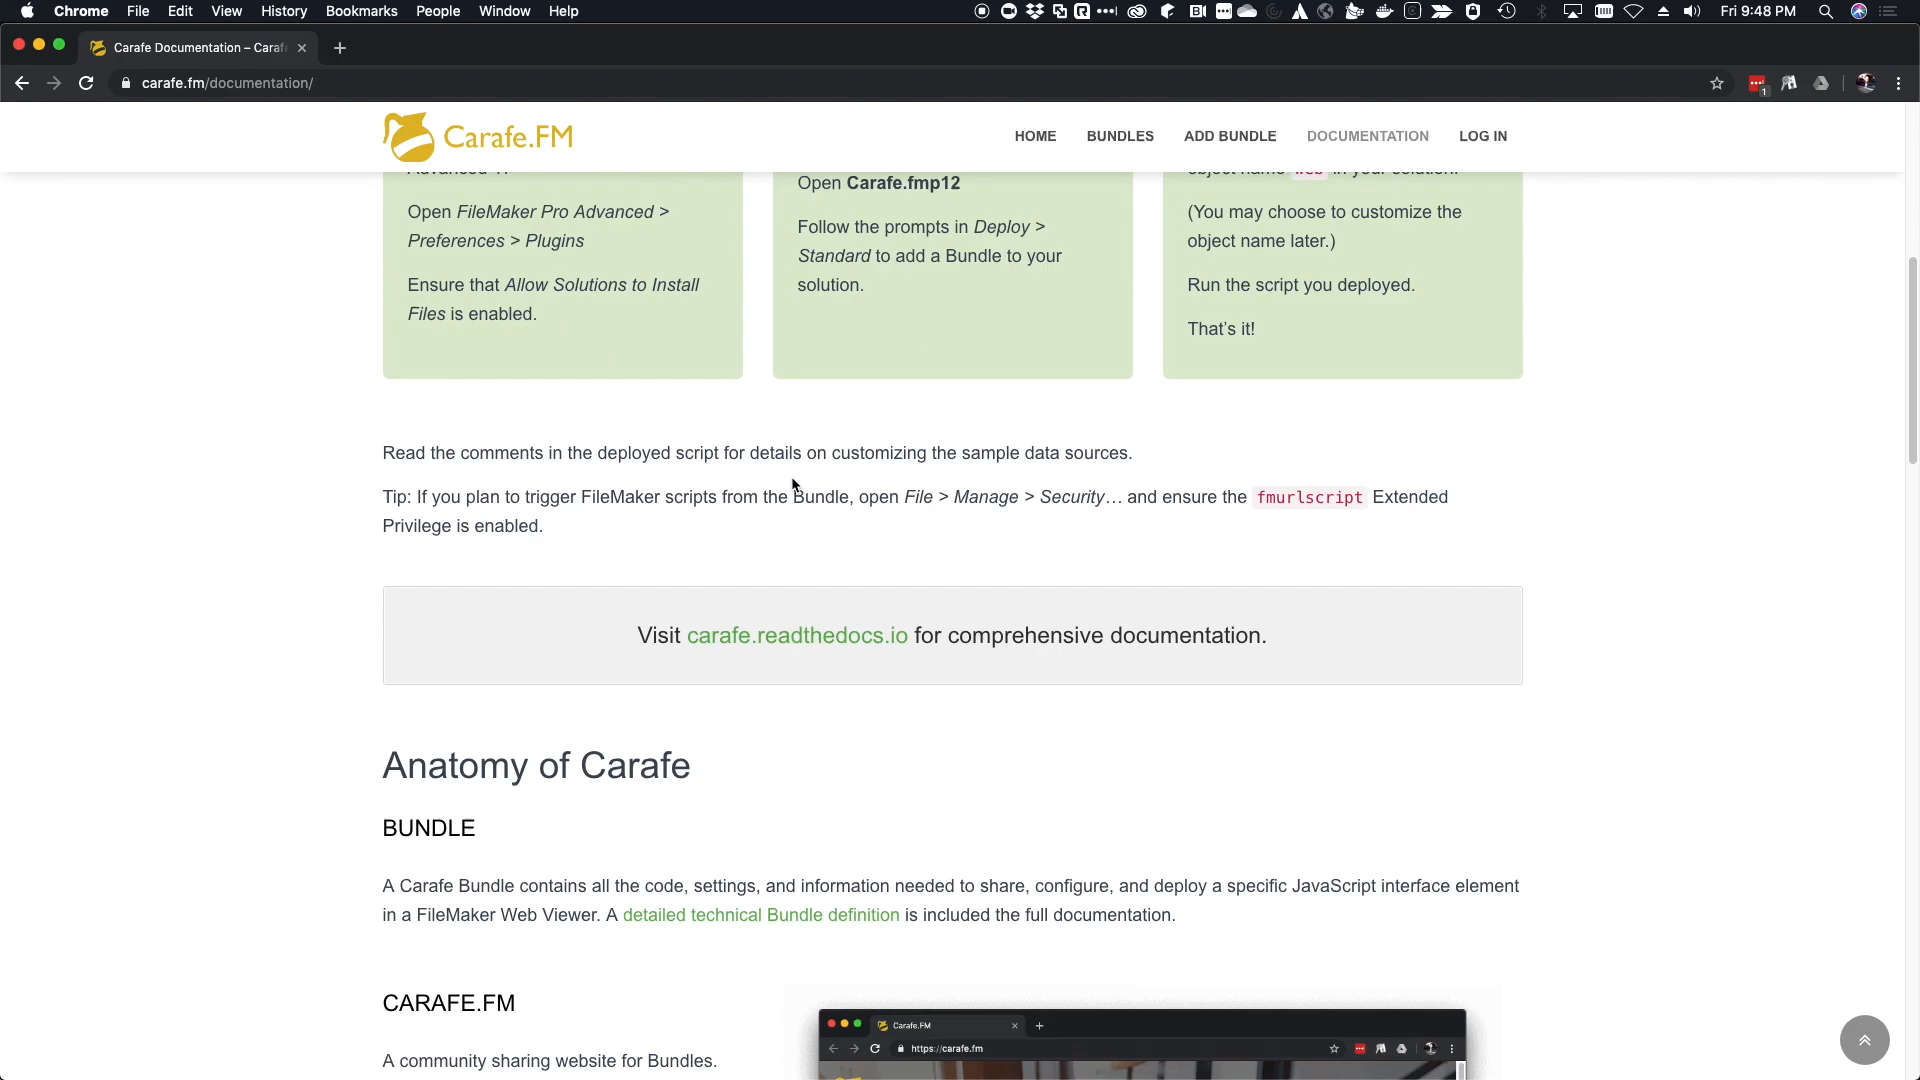 Chrome File Edit View History Bookmarks People Window Help
Fri 9:48 PM
Carafe Documentation – Caraf
carafe.fm/documentation/
1
Carafe.FM
HOME BUNDLES ADD BUNDLE DOCUMENTATION LOG IN
Open FileMaker Pro Advanced >
Preferences > Plugins
Ensure that Allow Solutions to Install
Files is enabled.
Open Carafe.fmp12
Follow the prompts in Deploy >
Standard to add a Bundle to your
solution.
object name web in your solution.
(You may choose to customize the
object name later.)
Run the script you deployed.
That's it!
Read the comments in the deployed script for details on customizing the sample data sources.
Tip: If you plan to trigger FileMaker scripts from the Bundle, open File > Manage > Security… and ensure the fmurlscript Extended
Privilege is enabled.
Visit carafe.readthedocs.io for comprehensive documentation.
Anatomy of Carafe
BUNDLE
A Carafe Bundle contains all the code, settings, and information needed to share, configure, and deploy a specific JavaScript interface element
in a FileMaker Web Viewer. A detailed technical Bundle definition is included the full documentation.
CARAFE.FM
A community sharing website for Bundles.
Carafe.FM
https://carafe.fm